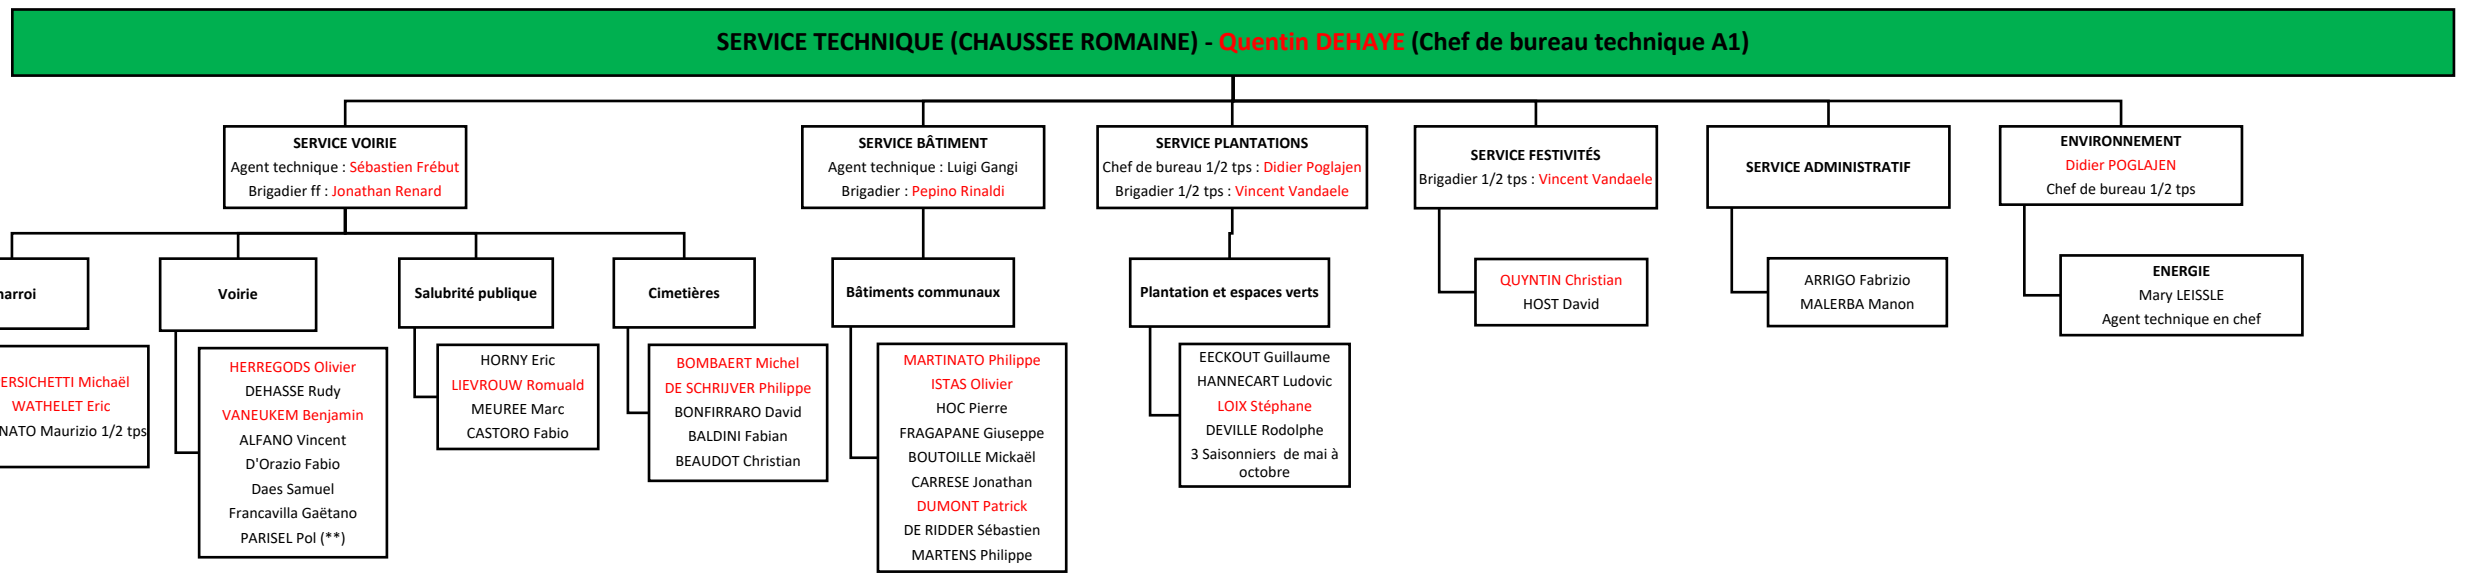 SERVICE TECHNIQUE (CHAUSSEE ROMAINE) - Quentin DEHAYE (Chef de bureau technique A1)
SERVICE VOIRIE
Agent technique : Sébastien Frébut
Brigadier ff : Jonathan Renard
SERVICE BÂTIMENT
Agent technique : Luigi Gangi
Brigadier : Pepino Rinaldi
SERVICE PLANTATIONS
Chef de bureau 1/2 tps : Didier Poglajen
Brigadier 1/2 tps : Vincent Vandaele
SERVICE FESTIVITÉS
Brigadier 1/2 tps : Vincent Vandaele
SERVICE ADMINISTRATIF
ENVIRONNEMENT
Didier POGLAJEN
Chef de bureau 1/2 tps
arroi
Voirie
Salubrité publique
Cimetières
Bâtiments communaux
Plantation et espaces verts
QUYNTIN Christian
HOST David
ARRIGO Fabrizio
MALERBA Manon
ENERGIE
Mary LEISSLE
Agent technique en chef
ERSICHETTI Michaël
WATHELET Eric
NATO Maurizio 1/2 tps
HERREGODS Olivier
DEHASSE Rudy
VANEUKEM Benjamin
ALFANO Vincent
D'Orazio Fabio
Daes Samuel
Francavilla Gaëtano
PARISEL Pol (**)
HORNY Eric
LIEVROUW Romuald
MEUREE Marc
CASTORO Fabio
BOMBAERT Michel
DE SCHRIJVER Philippe
BONFIRRARO David
BALDINI Fabian
BEAUDOT Christian
MARTINATO Philippe
ISTAS Olivier
HOC Pierre
FRAGAPANE Giuseppe
BOUTOILLE Mickaël
CARRESE Jonathan
DUMONT Patrick
DE RIDDER Sébastien
MARTENS Philippe
EECKOUT Guillaume
HANNECART Ludovic
LOIX Stéphane
DEVILLE Rodolphe
3 Saisonniers de mai à
octobre